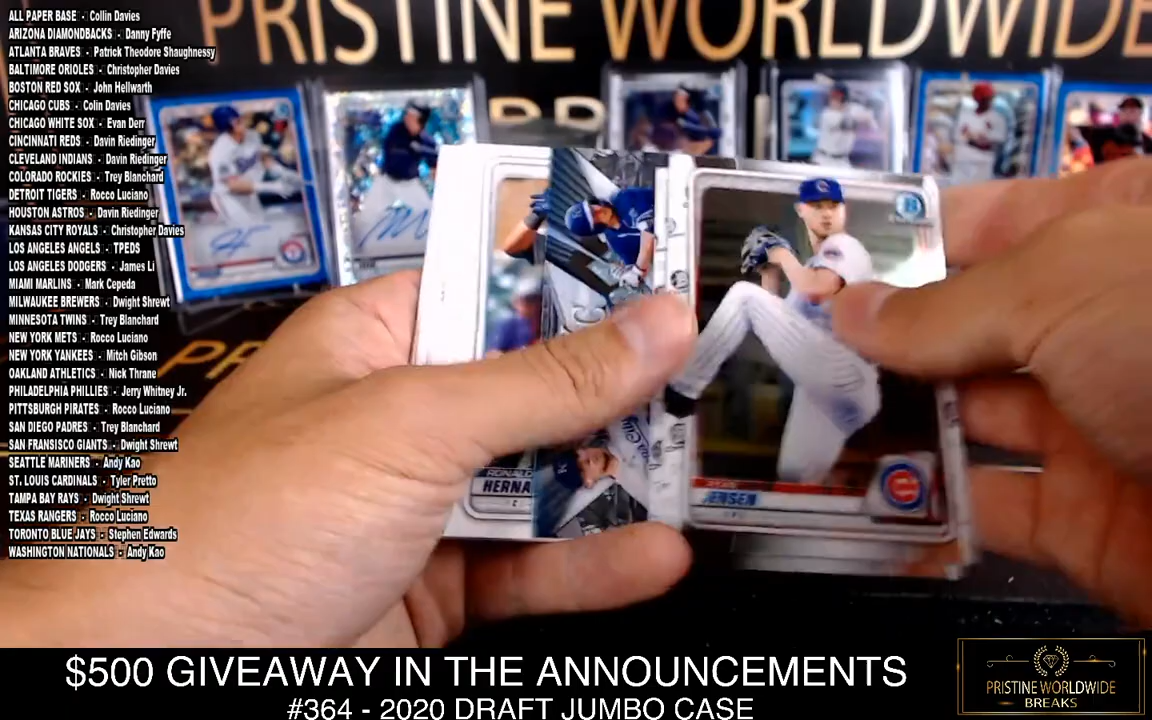 PRISTINE WORLDWIDE
ALL PAPER BASE - Collin Davies
ARIZONA DIAMONDBACKS - Danny Fyffe
ATLANTA BRAVES - Patrick Theodore Shaughnessy
BALTIMORE ORIOLES - Christopher Davies
BOSTON RED SOX - John Hellwarth
CHICAGO CUBS - Colin Davies
CHICAGO WHITE SOX - Evan Derr
CINCINNATI REDS - Davin Riedinger
CLEVELAND INDIANS - Davin Riedinger
COLORADO ROCKIES - Trey Blanchard
DETROIT TIGERS - Rocco Luciano
HOUSTON ASTROS - Davin Riedinger
KANSAS CITY ROYALS - Christopher Davies
LOS ANGELES ANGELS - TPEDS
LOS ANGELES DODGERS - James Li
MIAMI MARLINS - Mark Cepeda
MILWAUKEE BREWERS - Dwight Shrewt
MINNESOTA TWINS - Trey Blanchard
NEW YORK METS - Rocco Luciano
NEW YORK YANKEES - Mitch Gibson
OAKLAND ATHLETICS - Nick Thrane
PHILADELPHIA PHILLIES - Jerry Whitney Jr.
PITTSBURGH PIRATES - Rocco Luciano
SAN DIEGO PADRES - Trey Blanchard
SAN FRANSISCO GIANTS - Dwight Shrewt
SEATTLE MARINERS - Andy Kao
ST. LOUIS CARDINALS - Tyler Pretto
TAMPA BAY RAYS - Dwight Shrewt
TEXAS RANGERS - Rocco Luciano
TORONTO BLUE JAYS - Stephen Edwards
WASHINGTON NATIONALS - Andy Kao
HERNA
JENSEN
$500 GIVEAWAY IN THE ANNOUNCEMENTS
#364 - 2020 DRAFT JUMBO CASE
PRISTINE WORLDWIDE
BREAKS